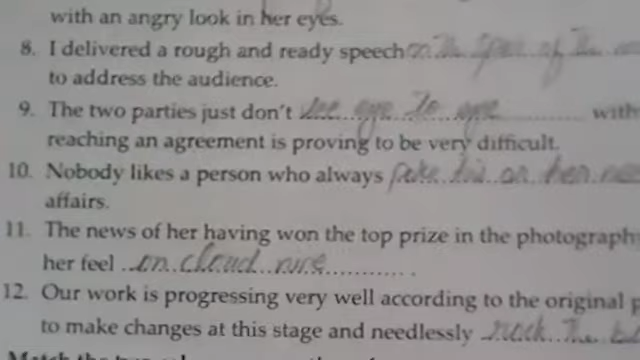 with an angry look in her eyes.
8. I delivered a rough and ready speech on the spur of the
to address the audience.
9. The two parties just don't see eye to eye with
reaching an agreement is proving to be very difficult.
10. Nobody likes a person who always poke his or her
affairs.
11. The news of her having won the top prize in the photography
her feel on cloud nine
12. Our work is progressing very well according to the original
to make changes at this stage and needlessly rock the